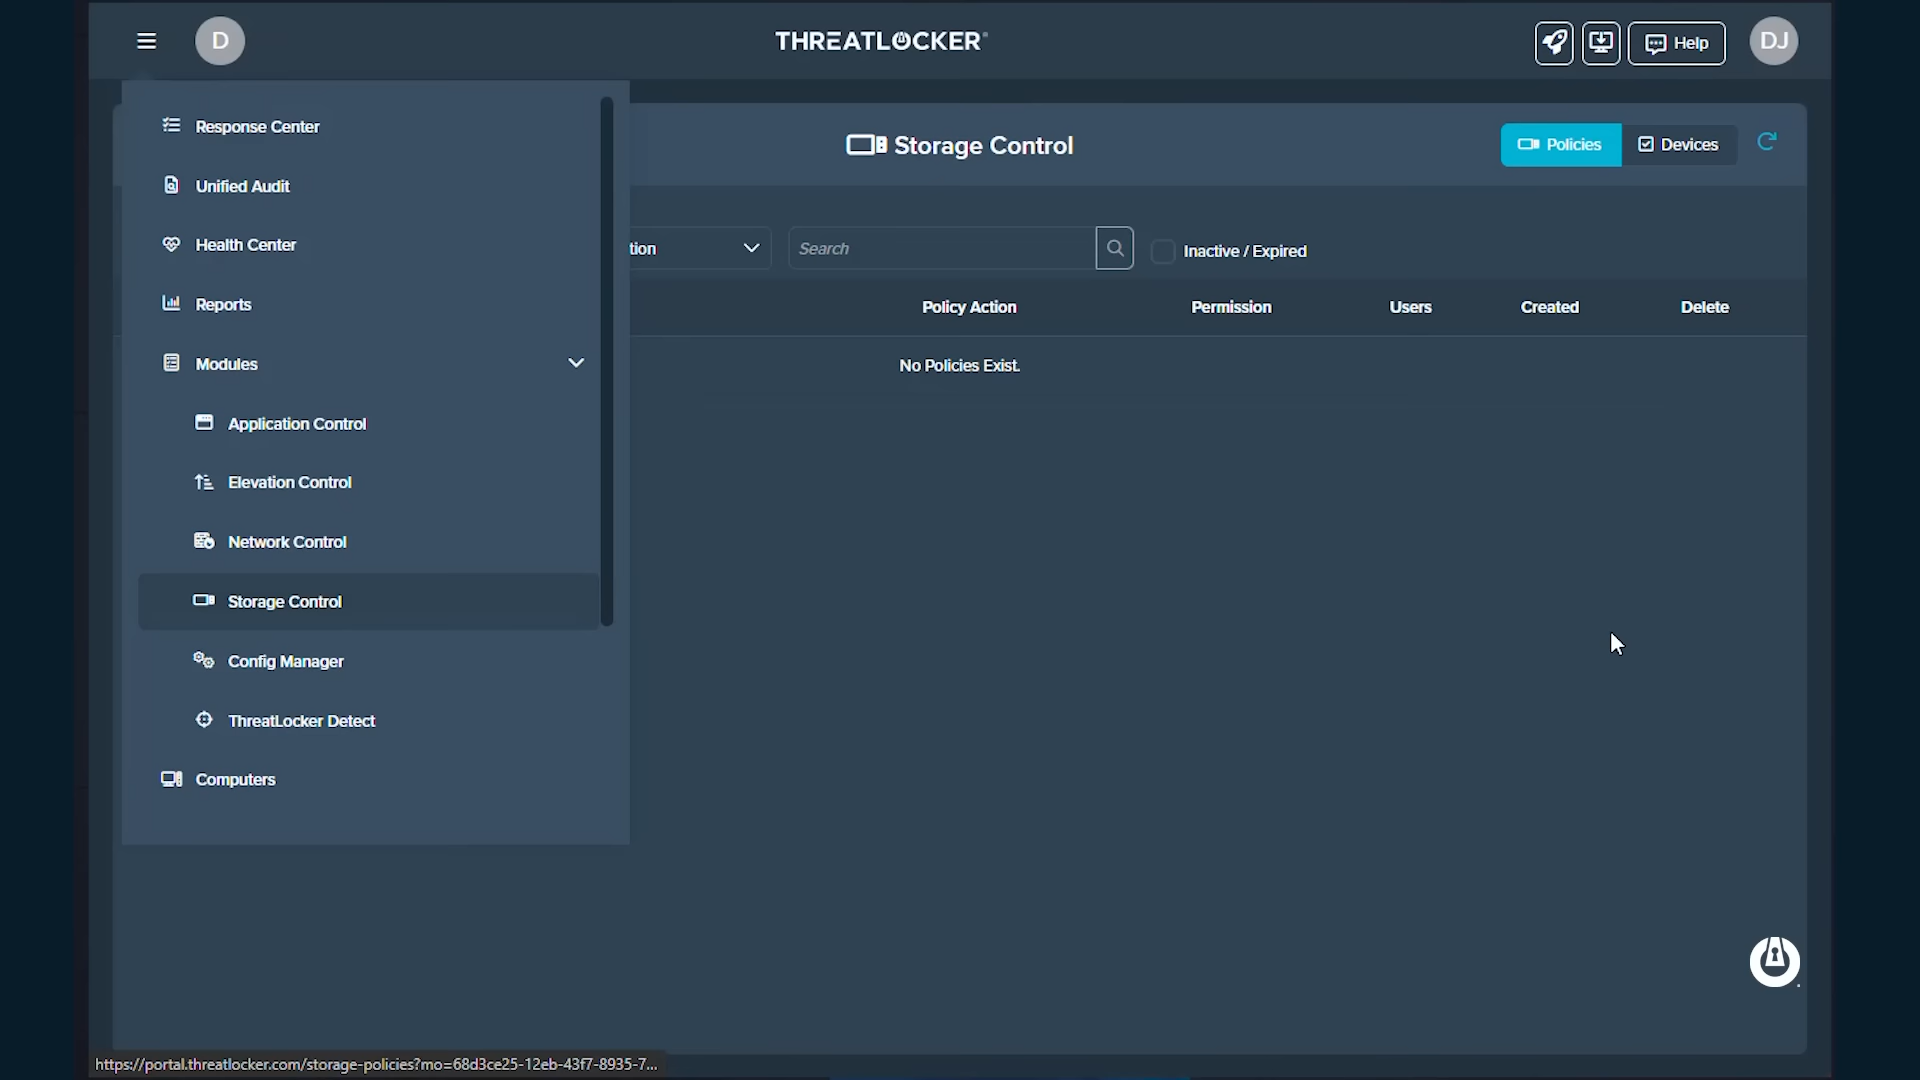 D
THREATLOCKER
Help
DJ
Response Center
Unified Audit
Health Center
Reports
Modules
Application Control
Elevation Control
Network Control
Storage Control
Config Manager
ThreatLocker Detect
Computers
Storage Control
Policies
Devices
tion
Search
Inactive / Expired
Policy Action
Permission
Users
Created
Delete
No Policies Exist.
https://portal.threatlocker.com/storage-policies?mo=68d3ce25-12eb-43f7-8935-7...